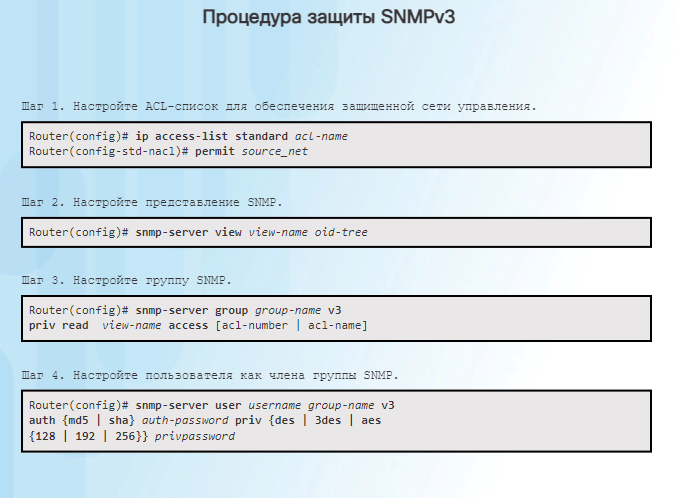 Процедура защиты SNMPv3
Шаг 1. Настройте ACL-список для обеспечения защищенной сети управления.
Router(config)# ip access-list standard acl-name
Router(config-std-nacl)# permit source_net
Шаг 2. Настройте представление SNMP.
Router(config)# snmp-server view view-name oid-tree
Шаг 3. Настройте группу SNMP.
Router(config)# snmp-server group group-name v3
priv read view-name access [acl-number | acl-name]
Шаг 4. Настройте пользователя как члена группы SNMP.
Router(config)# snmp-server user username group-name v3
auth {md5 | sha} auth-password priv {des | 3des | aes
{128 | 192 | 256}} privpassword